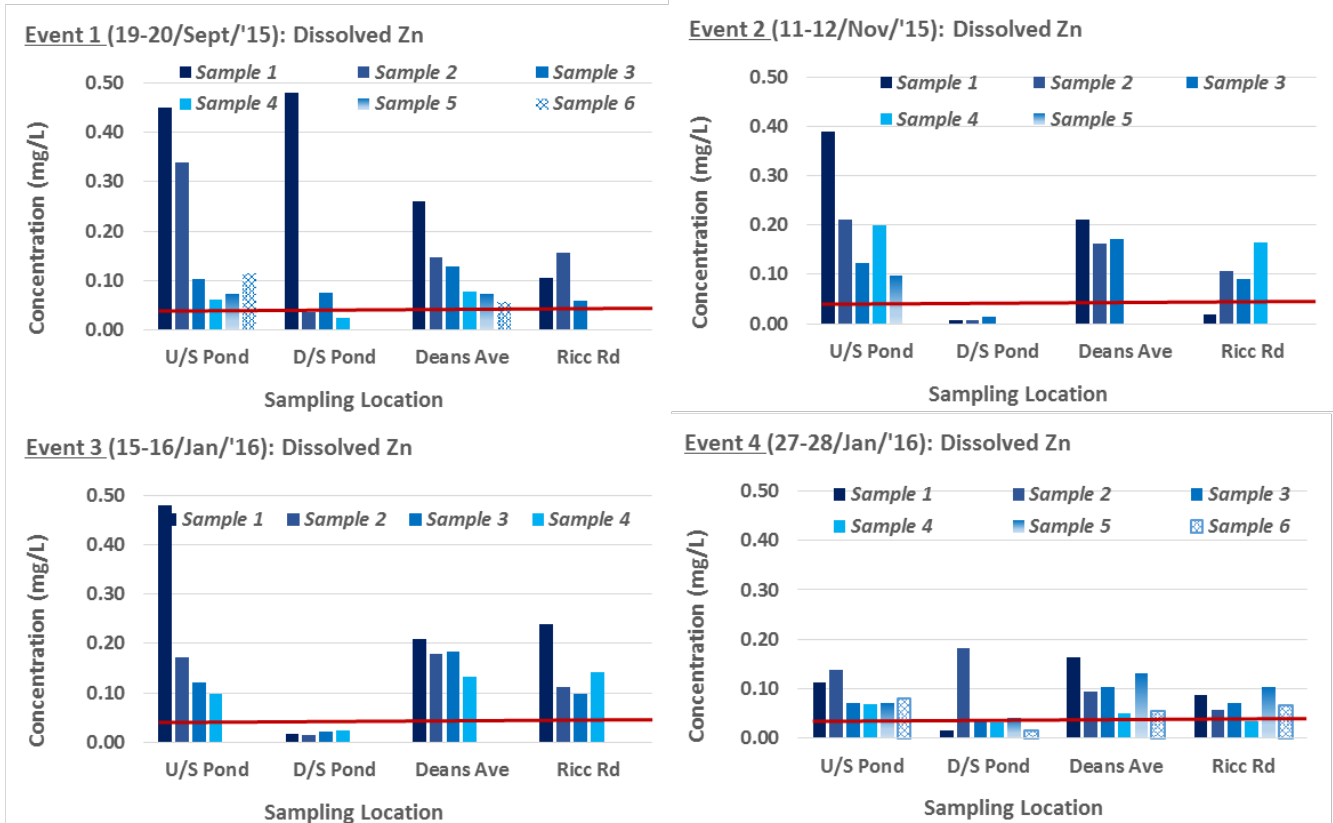 Event 1 (19-20/Sept/'15): Dissolved Zn
Sample 1 Sample 2 Sample 3
Sample 4 Sample 5 Sample 6
Concentration (mg/L)
0.50
0.40
0.30
0.20
0.10
0.00
U/S Pond D/S Pond Deans Ave Ricc Rd
Sampling Location
Event 2 (11-12/Nov/'15): Dissolved Zn
Sample 1 Sample 2 Sample 3
Sample 4 Sample 5
Concentration (mg/L)
0.50
0.40
0.30
0.20
0.10
0.00
U/S Pond D/S Pond Deans Ave Ricc Rd
Sampling Location
Event 3 (15-16/Jan/'16): Dissolved Zn
Sample 1 Sample 2 Sample 3 Sample 4
Concentration (mg/L)
0.50
0.40
0.30
0.20
0.10
0.00
U/S Pond D/S Pond Deans Ave Ricc Rd
Sampling Location
Event 4 (27-28/Jan/'16): Dissolved Zn
Sample 1 Sample 2 Sample 3
Sample 4 Sample 5 Sample 6
Concentration (mg/L)
0.50
0.40
0.30
0.20
0.10
0.00
U/S Pond D/S Pond Deans Ave Ricc Rd
Sampling Location